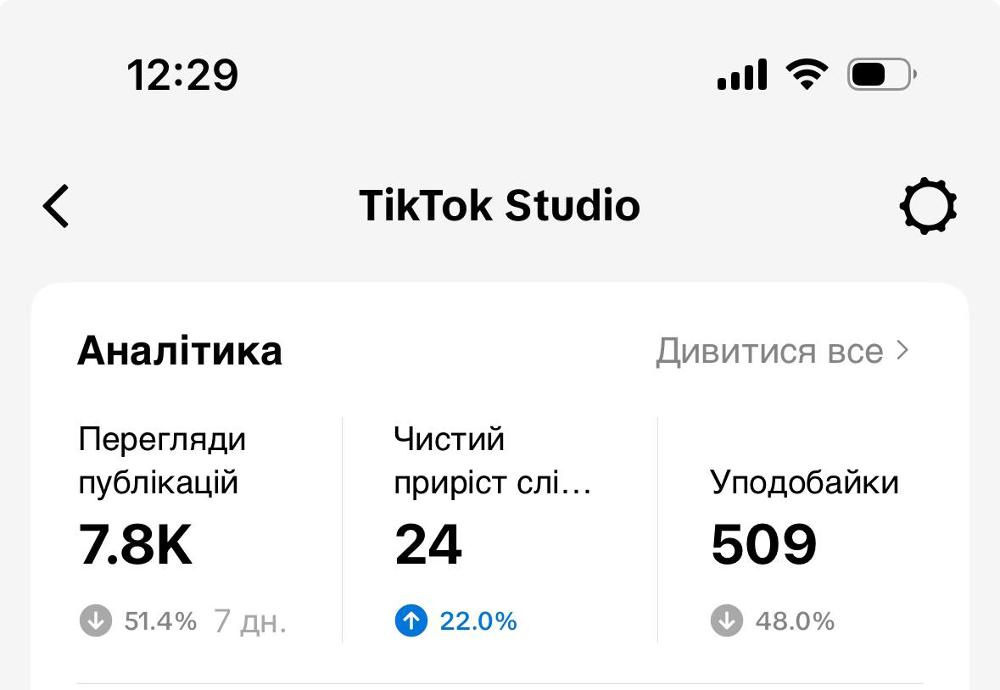 12:29
TikTok Studio
Аналітика
Дивитися все >
Перегляди
публікацій
7.8K
51.4% 7 дн.
Чистий
приріст слі...
24
22.0%
Уподобайки
509
48.0%